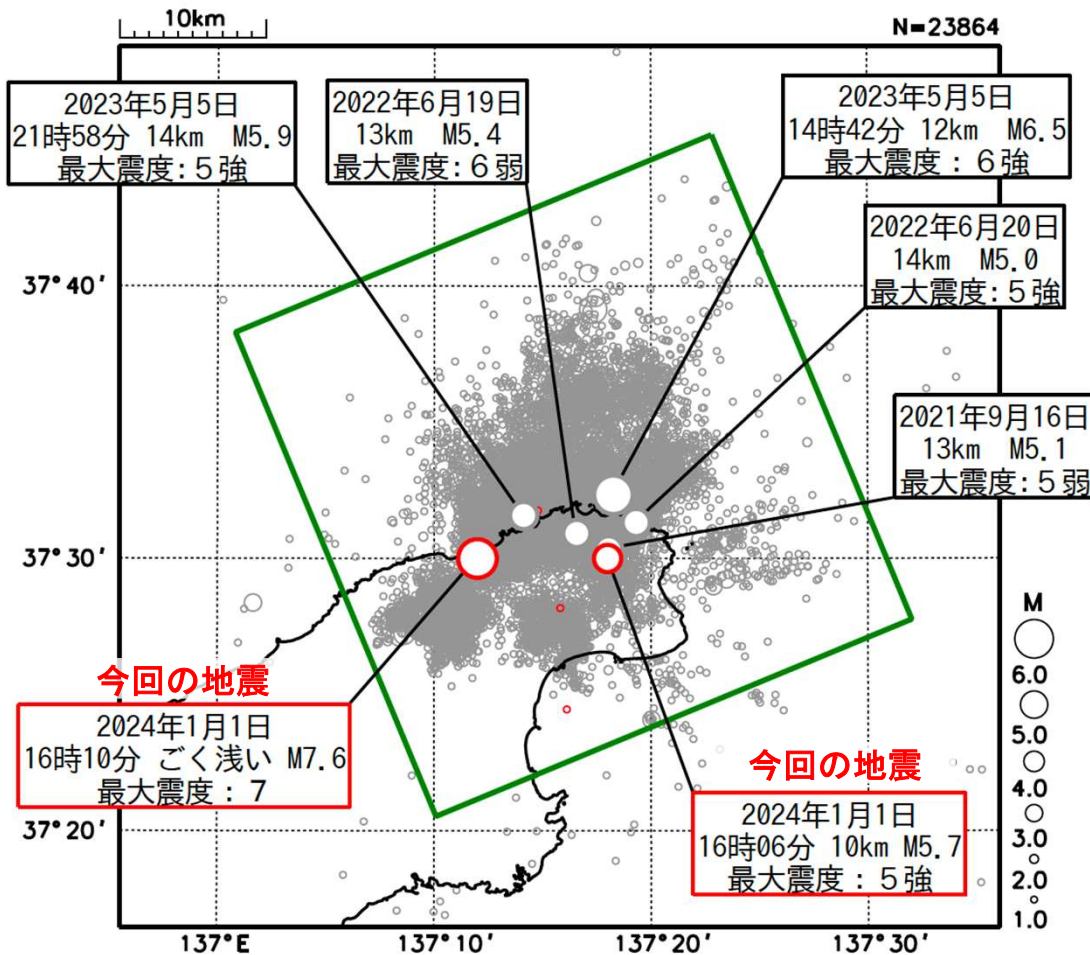 10km
N=23864
2023年5月5日
21時58分 14km M5.9
最大震度:5強
2022年6月19日
13km M5.4
最大震度:6弱
2023年5月5日
14時42分 12km M6.5
最大震度:6強
2022年6月20日
14km M5.0
最大震度:5強
37°40′
2021年9月16日
13km M5.1
最大震度:5弱
37°30′
今回の地震
2024年1月1日
16時10分 ごく浅い M7.6
最大震度:7
今回の地震
2024年1月1日
16時06分 10km M5.7
最大震度:5強
37°20′
M
6.0
5.0
4.0
3.0
2.0
1.0
137°E
137°10′
137°20′
137°30′